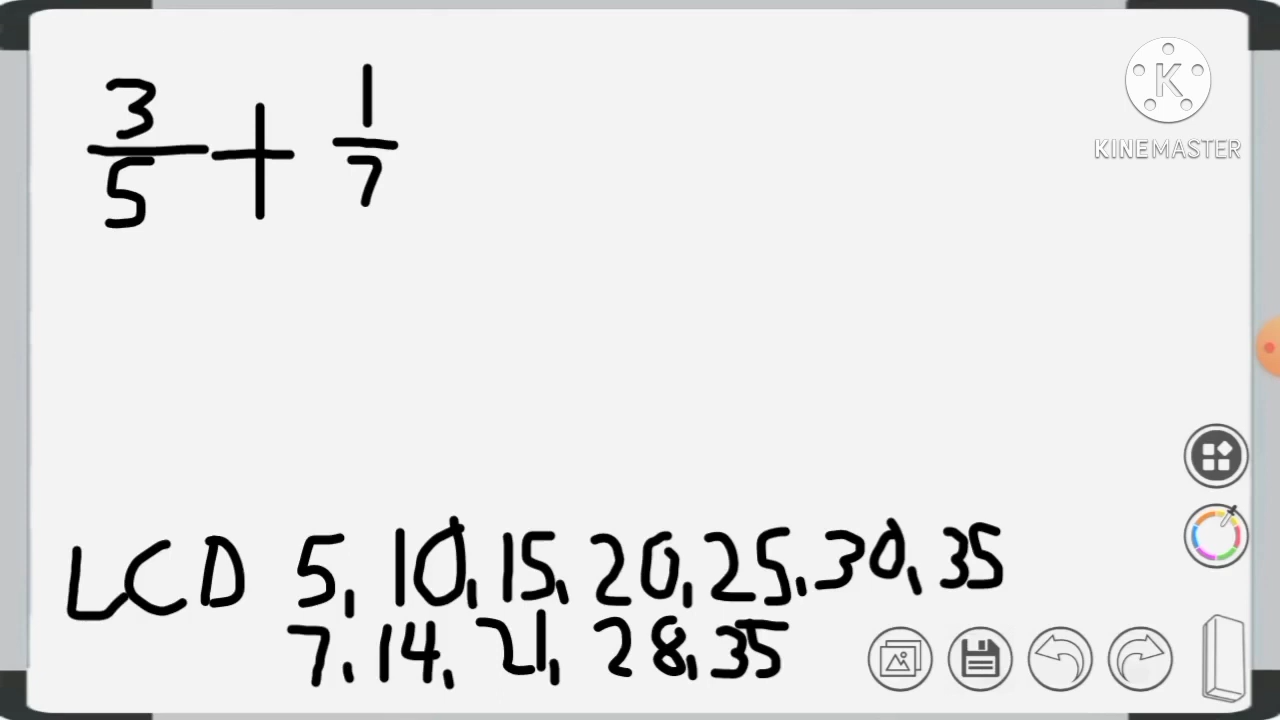 3/5 + 1/7
K
KINEMASTER
LCD 5, 10, 15, 20, 25, 30, 35
7, 14, 21, 28, 35